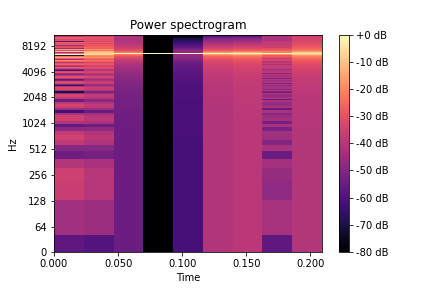 Power spectrogram
8192
4096
2048
1024
512
256
128
64
0
Hz
0.000 0.050 0.100 0.150 0.200
Time
+0 dB
-10 dB
-20 dB
-30 dB
-40 dB
-50 dB
-60 dB
-70 dB
-80 dB